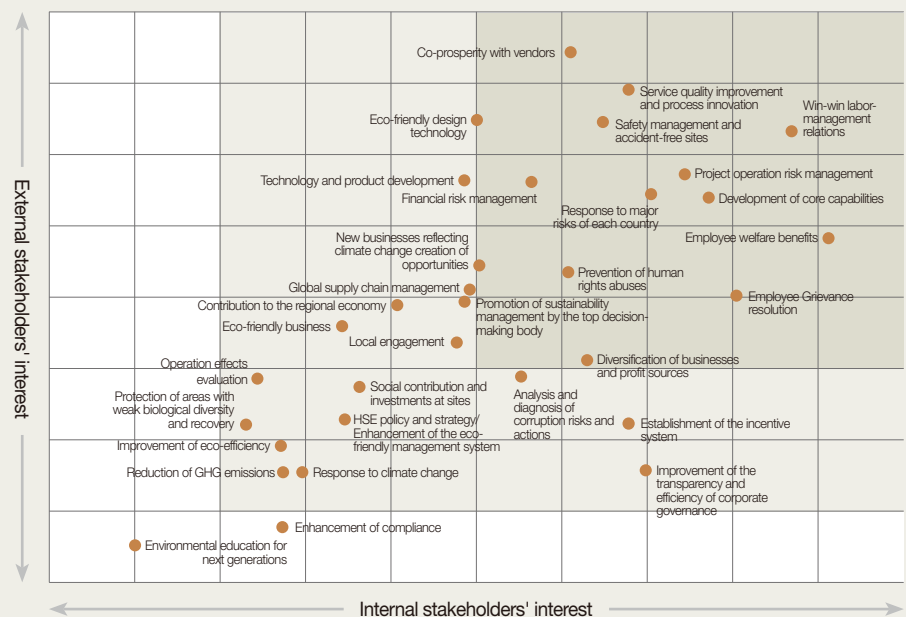 Co-prosperity with vendors
Service quality improvement
and process innovation
Win-win labor-
management
relations
Eco-friendly design
technology
Safety management and
accident-free sites
Technology and product development
Financial risk management
Project operation risk management
Response to major
risks of each country
Development of core capabilities
New businesses reflecting
climate change creation of
opportunities
Employee welfare benefits
Prevention of human
rights abuses
Global supply chain management
Employee Grievance
resolution
Contribution to the regional economy
Promotion of sustainability
management by the top decision-
making body
Eco-friendly business
Local engagement
Operation effects
evaluation
Diversification of businesses
and profit sources
Social contribution and
investments at sites
Analysis and
diagnosis of
corruption risks and
actions
Protection of areas with
weak biological diversity
and recovery
HSE policy and strategy/
Enhancement of the eco-
friendly management system
Establishment of the incentive
system
Improvement of eco-efficiency
Reduction of GHG emissions
Response to climate change
Improvement of the
transparency and
efficiency of corporate
governance
Enhancement of compliance
Environmental education for
next generations
External stakeholders' interest
Internal stakeholders' interest